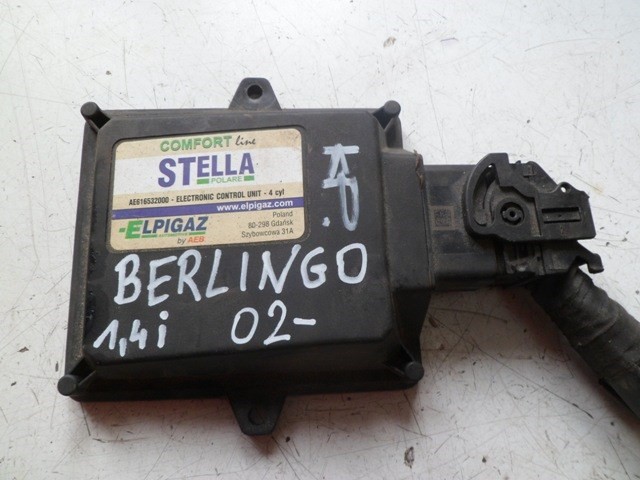 COMFORT line
STELLA
POLARE
AE616532000 - ELECTRONIC CONTROL UNIT - 4 cyl
www.elpigaz.com
ELPIGAZ
by AEB
Poland
80-298 Gdańsk
Szybowcowa 31A
BERLINGO
1,4i 02-